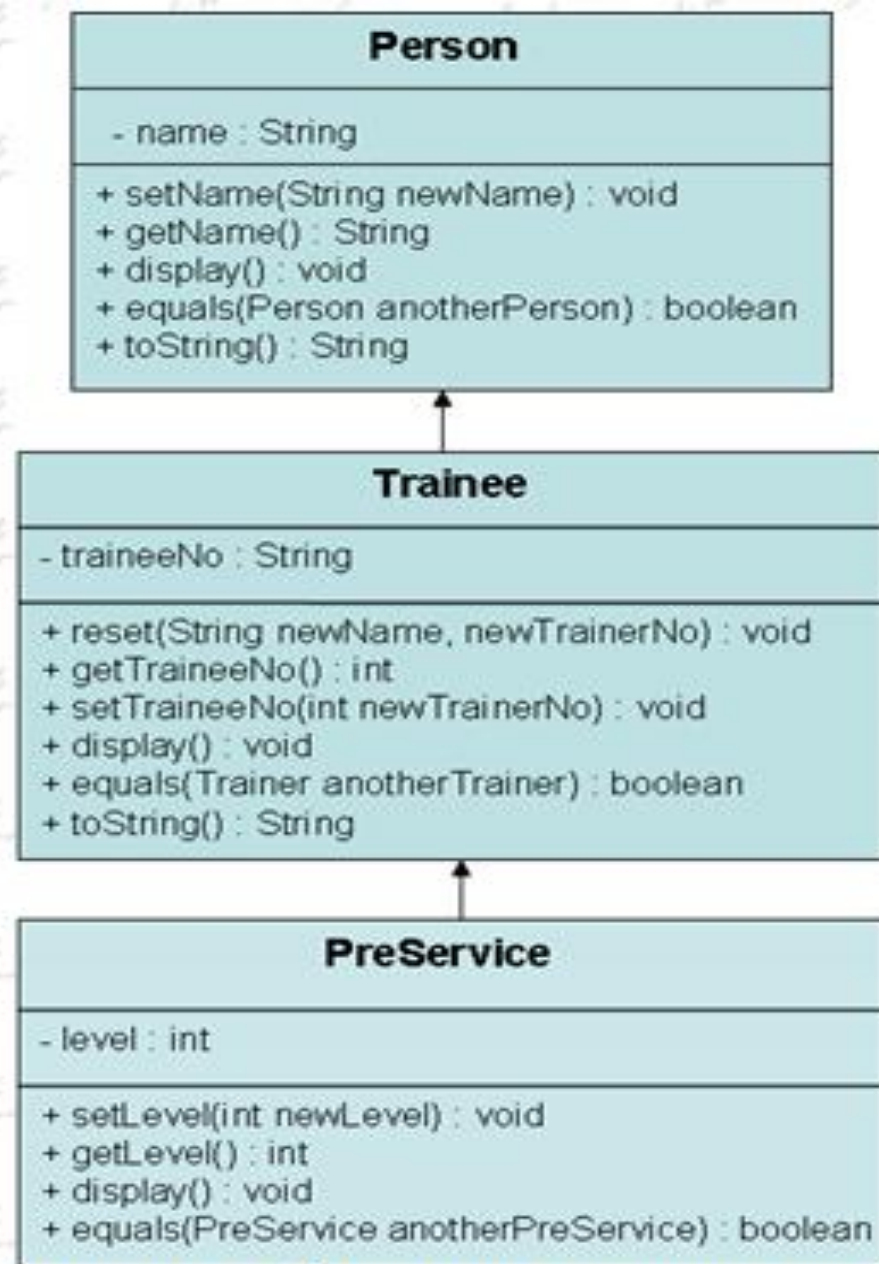 Person
- name : String
+ setName(String newName) : void
+ getName() : String
+ display() : void
+ equals(Person anotherPerson) : boolean
+ toString() : String
Trainee
- traineeNo : String
+ reset(String newName, newTrainerNo) : void
+ getTraineeNo() : int
+ setTraineeNo(int newTrainerNo) : void
+ display() : void
+ equals(Trainer anotherTrainer) : boolean
+ toString() : String
PreService
- level : int
+ setLevel(int newLevel) : void
+ getLevel() : int
+ display() : void
+ equals(PreService anotherPreService) : boolean